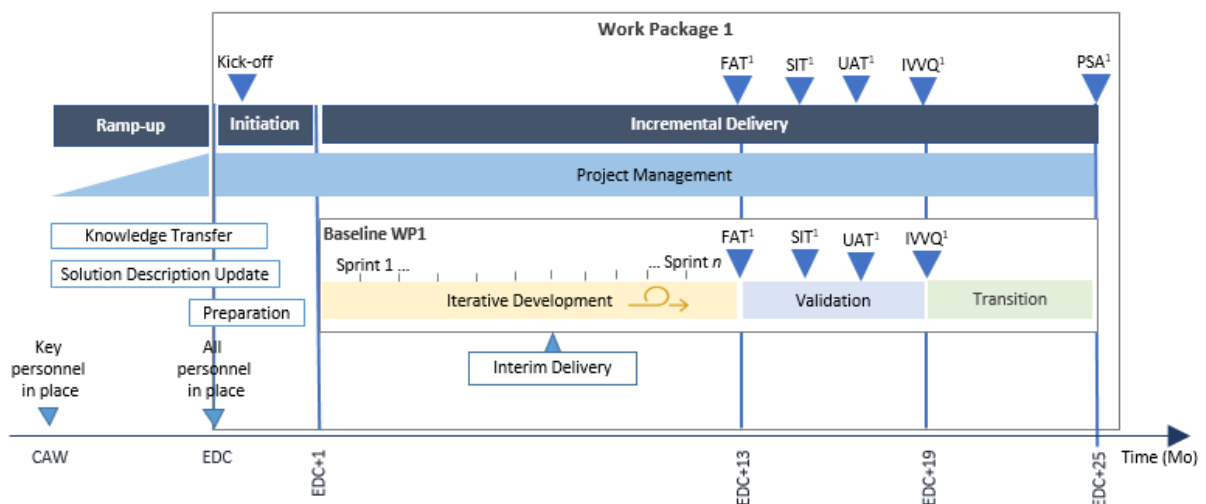 Work Package 1
Kick-off
FAT¹
SIT¹
UAT¹
IVVQ¹
PSA¹
Ramp-up
Initiation
Incremental Delivery
Project Management
Knowledge Transfer
Solution Description Update
Preparation
Baseline WP1
FAT¹
SIT¹
UAT¹
IVVQ¹
Sprint 1 ...
... Sprint n
Iterative Development
Validation
Transition
Interim Delivery
Key
personnel
in place
All
personnel
in place
CAW
EDC
EDC+1
EDC+13
EDC+19
EDC+25
Time (Mo)